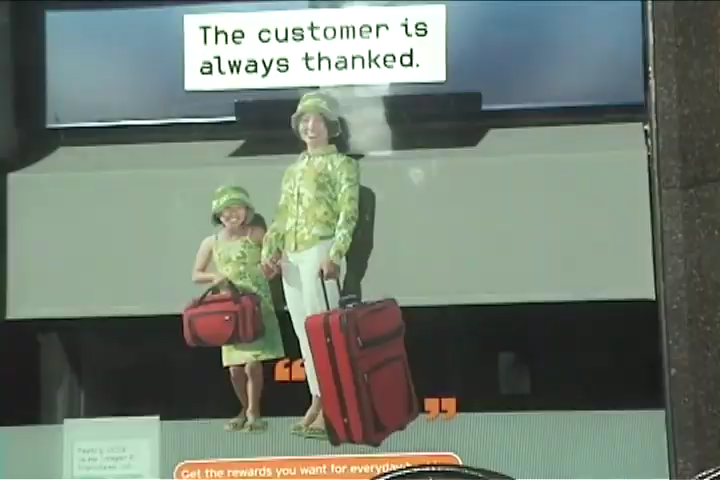 The customer is
always thanked.
“
”
Get the rewards you want for everyday